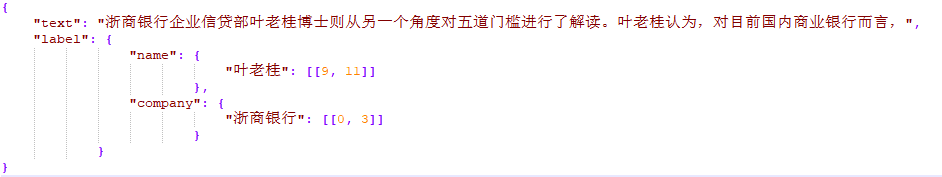 {
"text": "浙商银行企业信贷部叶老桂博士则从另一个角度对五道门槛进行了解读。叶老桂认为，对目前国内商业银行而言，",
"label": {
"name": {
"叶老桂": [[9, 11]]
},
"company": {
"浙商银行": [[0, 3]]
}
}
}